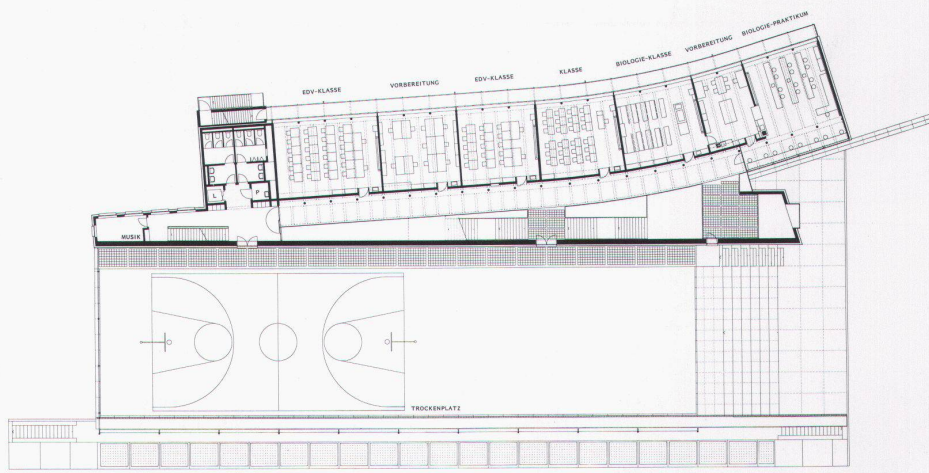 EDV-KLASSE
VORBEREITUNG
EDV-KLASSE
KLASSE
BIOLOGIE-KLASSE
VORBEREITUNG
BIOLOGIE-PRAKTIKUM
L
P
MUSIK
TROCKENPLATZ